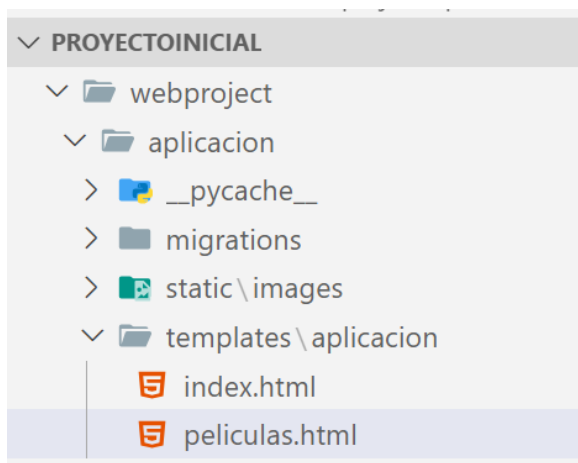 PROYECTOINICIAL
webproject
aplicacion
__pycache__
migrations
static\images
templates\aplicacion
index.html
peliculas.html